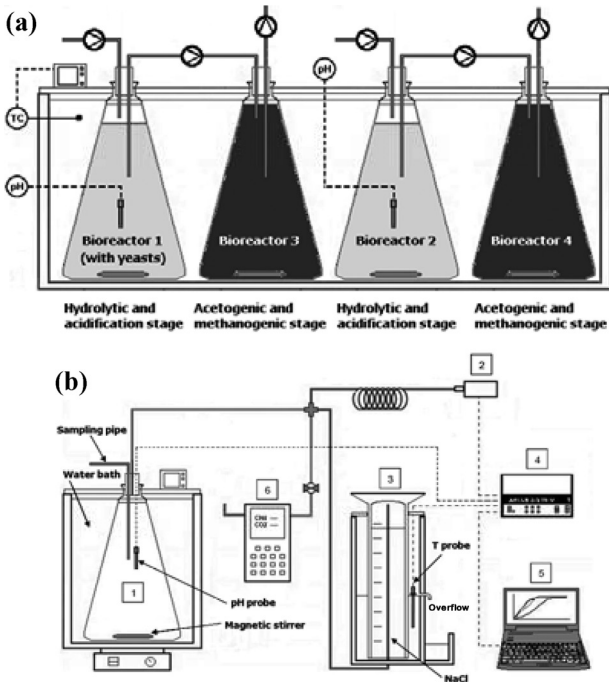 (a)
pH
TC
pH
Bioreactor 1
(with yeasts)
Bioreactor 3
Bioreactor 2
Bioreactor 4
Hydrolytic and
acidification stage
Acetogenic and
methanogenic stage
Hydrolytic and
acidification stage
Acetogenic and
methanogenic stage
(b)
2
Sampling pipe
Water bath
6
3
4
CH4
CO2
T probe
1
pH probe
5
Overflow
Magnetic stirrer
NaCl